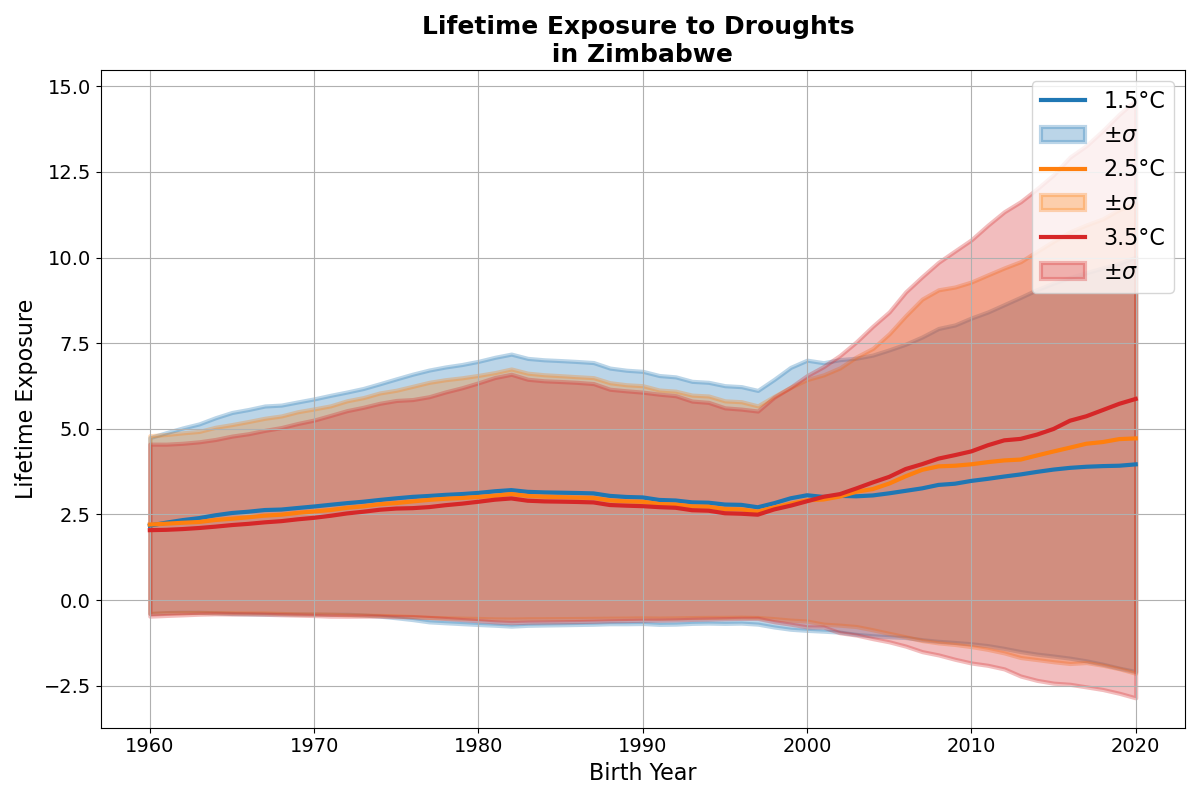 Lifetime Exposure to Droughts
in Zimbabwe
Lifetime Exposure
15.0
12.5
10.0
7.5
5.0
2.5
0.0
−2.5
1960 1970 1980 1990 2000 2010 2020
Birth Year
1.5°C
±σ
2.5°C
±σ
3.5°C
±σ